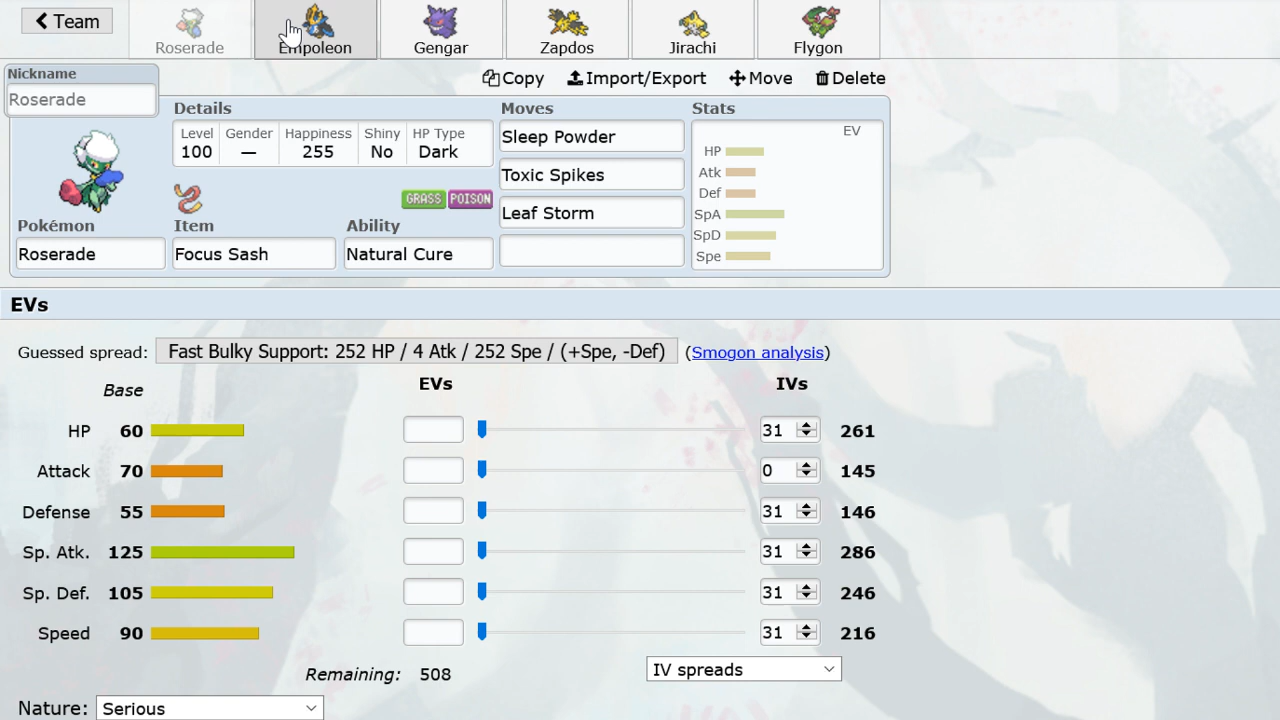 Team
Roserade
Empoleon
Gengar
Zapdos
Jirachi
Flygon
Nickname
Roserade
Copy
Import/Export
Move
Delete
Details
Level
100
Gender
—
Happiness
255
Shiny
No
HP Type
Dark
GRASS POISON
Pokémon
Roserade
Item
Focus Sash
Ability
Natural Cure
Moves
Sleep Powder
Toxic Spikes
Leaf Storm
Stats
EV
HP
Atk
Def
SpA
SpD
Spe
EVs
Guessed spread: Fast Bulky Support: 252 HP / 4 Atk / 252 Spe / (+Spe, -Def) (Smogon analysis)
Base EVs IVs
HP 60 31 261
Attack 70 0 145
Defense 55 31 146
Sp. Atk. 125 31 286
Sp. Def. 105 31 246
Speed 90 31 216
Remaining: 508 IV spreads
Nature: Serious